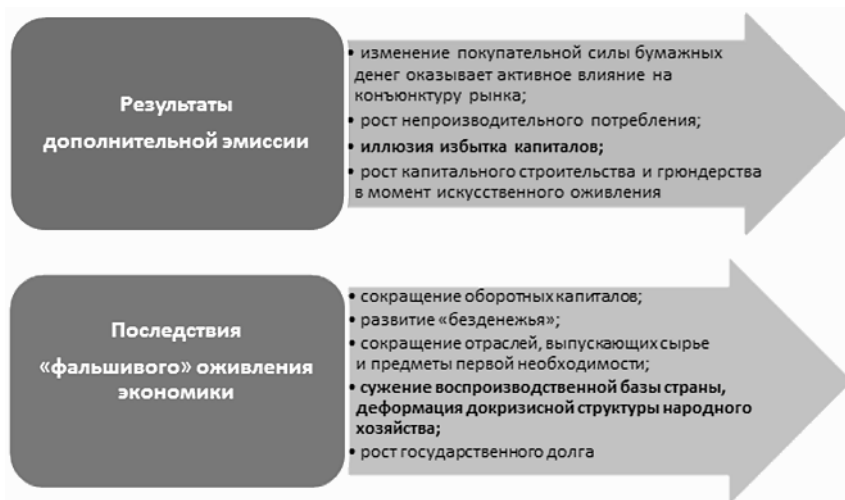 Результаты
дополнительной эмиссии
• изменение покупательной силы бумажных
денег оказывает активное влияние на
конъюнктуру рынка;
• рост непроизводительного потребления;
• иллюзия избытка капиталов;
• рост капитального строительства и грюндерства
в момент искусственного оживления
Последствия
«фальшивого» оживления
экономики
• сокращение оборотных капиталов;
• развитие «безденежья»;
• сокращение отраслей, выпускающих сырье
и предметы первой необходимости;
• сужение воспроизводственной базы страны,
деформация докризисной структуры народного
хозяйства;
• рост государственного долга